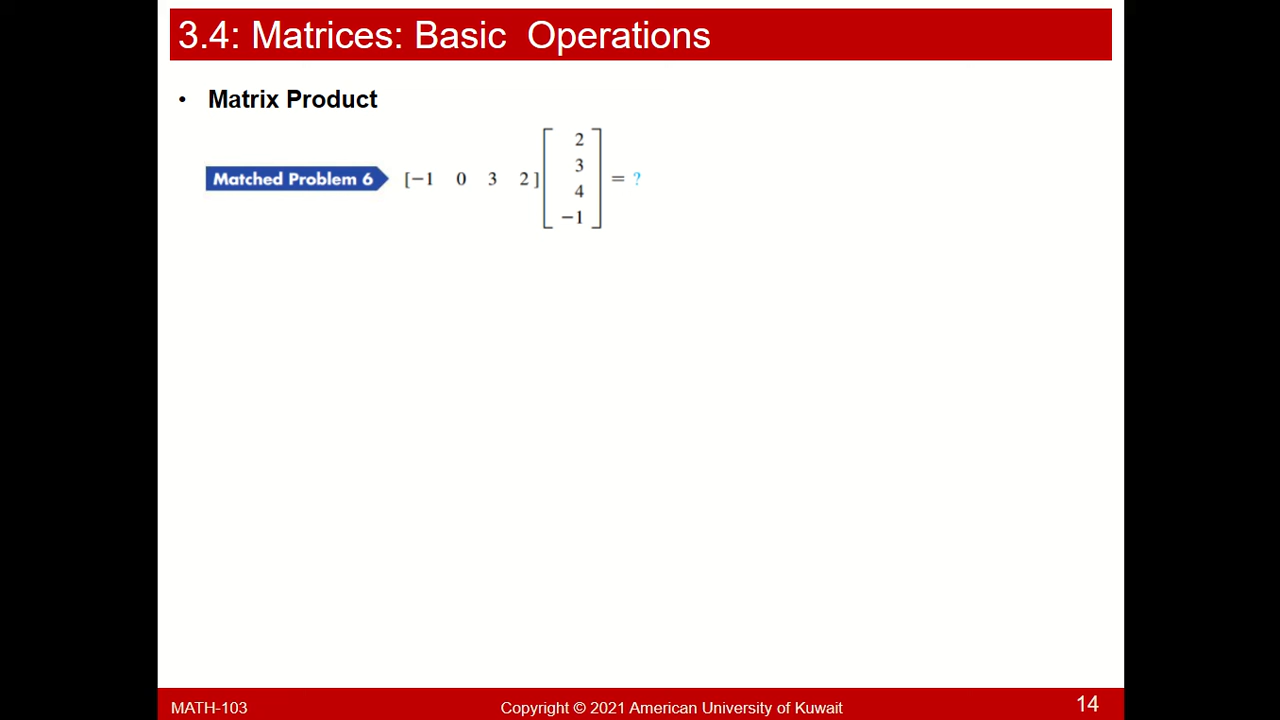 3.4: Matrices: Basic Operations
• Matrix Product
Matched Problem 6 [−1 0 3 2] [2 3 4 −1] = ?
MATH-103 Copyright © 2021 American University of Kuwait 14